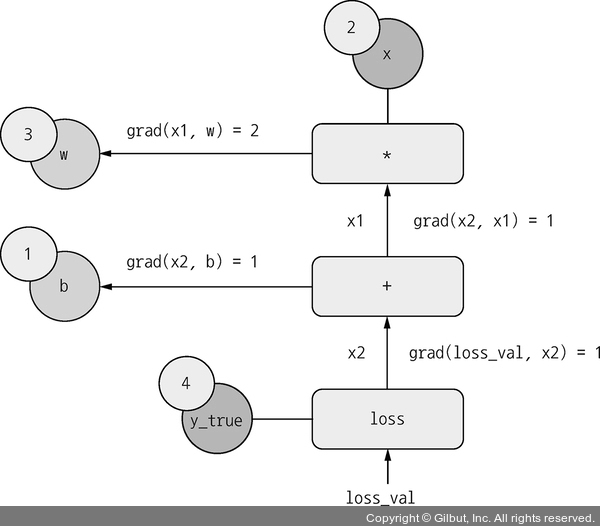 2
x
3
w
grad(x1, w) = 2
*
x1
grad(x2, x1) = 1
1
b
grad(x2, b) = 1
+
x2
grad(loss_val, x2) = 1
4
y_true
loss
loss_val
Copyright © Gilbut, Inc. All rights reserved.